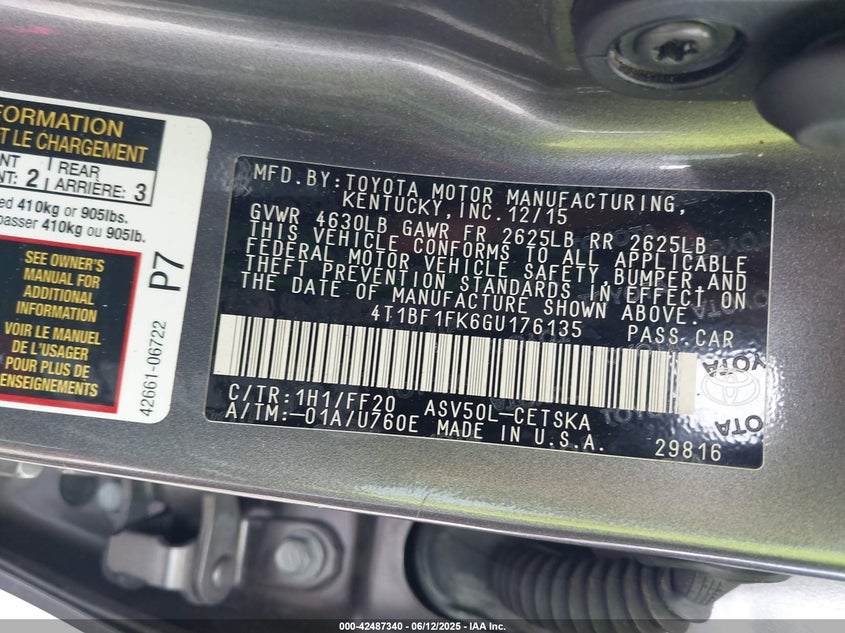 FORMATION
T LE CHARGEMENT
NT
NT: 2
REAR
ARRIÈRE: 3
ed 410kg or 905lbs.
passer 410kg ou 905lb.
SEE OWNER'S
MANUAL FOR
ADDITIONAL
INFORMATION
VOIR LE MANUEL
DE L'USAGER
POUR PLUS DE
RENSEIGNEMENTS
42661-06722
P7
MFD.BY:TOYOTA MOTOR MANUFACTURING,
KENTUCKY,INC.12/15
GVWR 4630LB GAWR FR 2625LB RR 2625LB
THIS VEHICLE CONFORMS TO ALL APPLICABLE
FEDERAL MOTOR VEHICLE SAFETY,BUMPER,AND
THEFT PREVENTION STANDARDS IN EFFECT ON
THE DATE OF MANUFACTURE SHOWN ABOVE.
4T1BF1FK6GU176135 PASS.CAR
C/TR:1H1/FF20 ASV50L-CETSKA
A/TM:-01A/U760E MADE IN U.S.A. 29816
TOYOTA
TOYOTA
000-42487340 - 06/12/2025 - IAA, Inc.